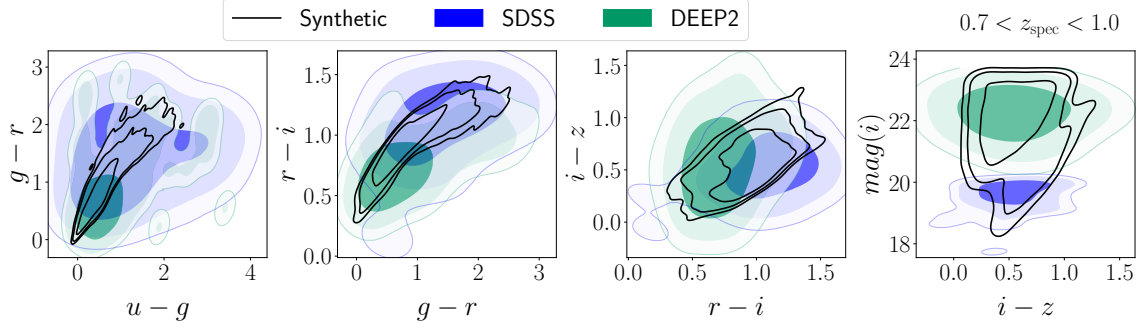 Synthetic SDSS DEEP2
0.7 < z_spec < 1.0
3
2
1
0
g − r
0 2 4
u − g
1.5
1.0
0.5
0.0
r − i
0 1 2 3
g − r
1.5
1.0
0.5
0.0
i − z
0.0 0.5 1.0 1.5
r − i
24
22
20
18
mag(i)
0.0 0.5 1.0 1.5
i − z